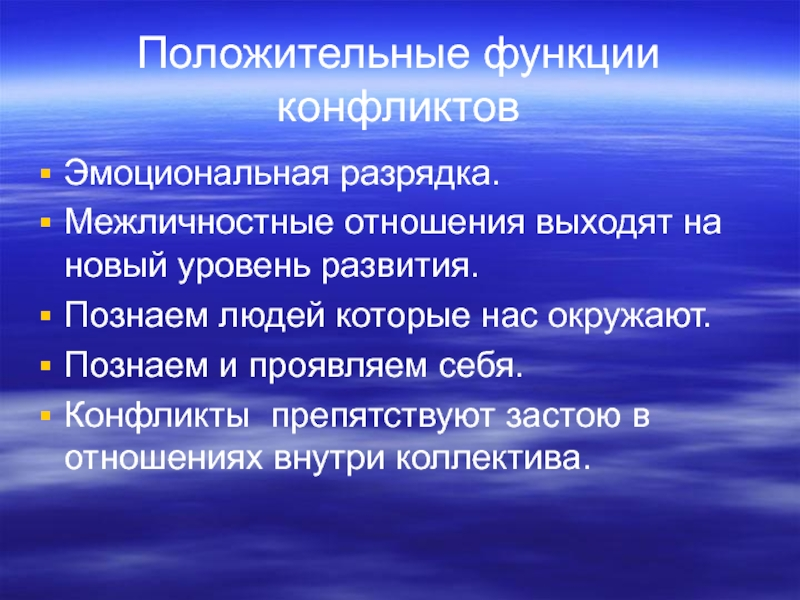 Положительные функции
конфликтов
Эмоциональная разрядка.
Межличностные отношения выходят на
новый уровень развития.
Познаем людей которые нас окружают.
Познаем и проявляем себя.
Конфликты  препятствуют застою в
отношениях внутри коллектива.